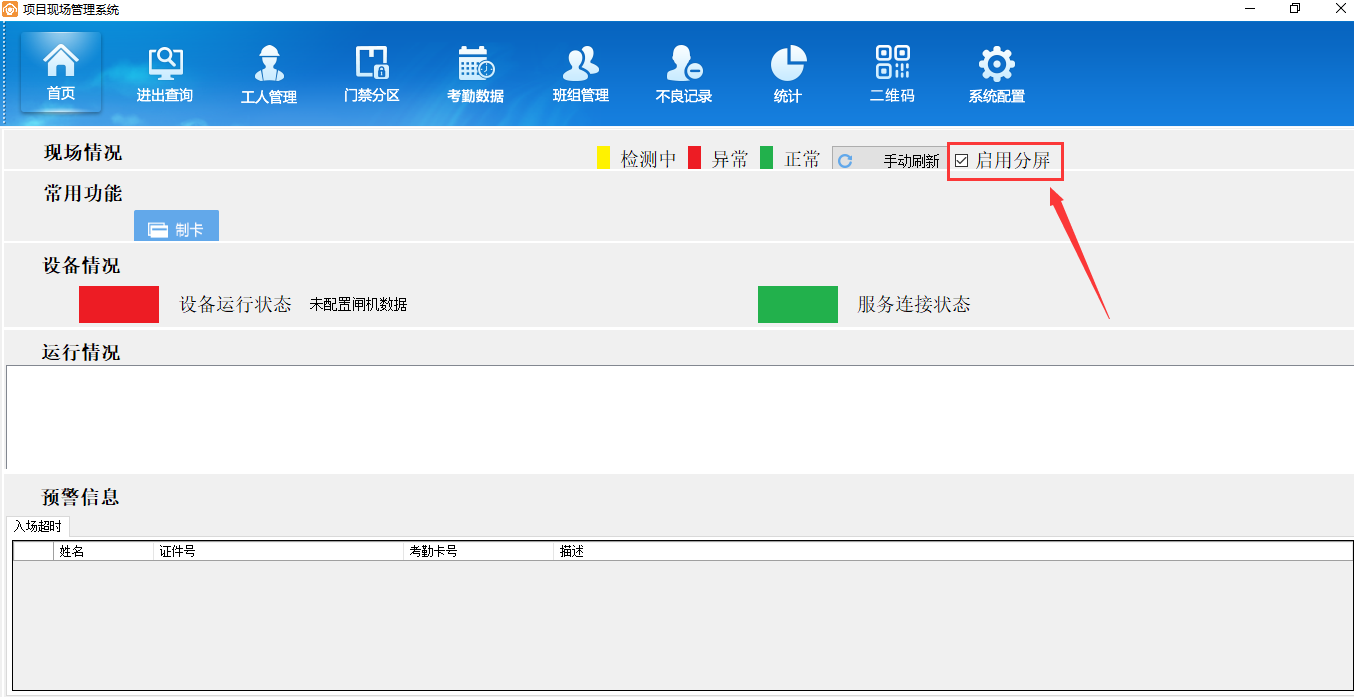 项目现场管理系统
首页 进出查询 工人管理 门禁分区 考勤数据 班组管理 不良记录 统计 二维码 系统配置
现场情况 检测中 异常 正常 手动刷新 启用分屏
常用功能
制卡
设备情况
设备运行状态 未配置闸机数据 服务连接状态
运行情况
预警信息
入场超时
姓名 证件号 考勤卡号 描述